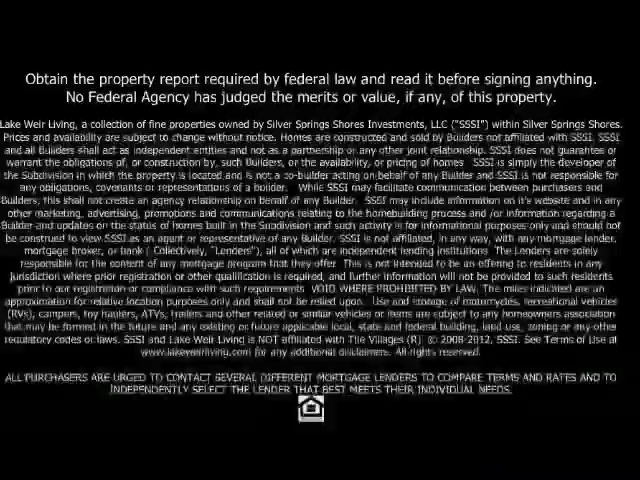 Obtain the property report required by federal law and read it before signing anything.
No Federal Agency has judged the merits or value, if any, of this property.
Lake Weir Living, a collection of fine properties owned by Silver Springs Shores Investments, LLC ("SSSI") within Silver Springs Shores.
Prices and availability are subject to change without notice. Homes are constructed and sold by Builders not affiliated with SSSI. SSSI
and all Builders shall act as independent entities and not as a partnership or any other joint relationship. SSSI does not guarantee or
warrant the obligations of, or construction by, such Builders, or the availability, or pricing of homes  SSSI is simply the developer of
the Subdivision in which the property is located and is not a co-builder acting on behalf of any Builder and SSSI is not responsible for
any obligations, covenants or representations of a builder.  While SSSI may facilitate communication between purchasers and
Builders, this shall not create an agency relationship on behalf of any Builder.  SSSI may include information on it's website and in any
other marketing, advertising, promotions and communications relating to the homebuilding process and /or information regarding a
Builder and updates on the status of homes built in the Subdivision and such activity is for informational purposes only and should not
be construed to view SSSI as an agent or representative of any Builder. SSSI is not affiliated, in any way, with any mortgage lender,
mortgage broker, or bank ( Collectively, "Lenders"), all of which are independent lending institutions  The Lenders are solely
responsible for the content of any mortgage program that they offer  This is not intended to be an offering to residents in any
jurisdiction where prior registration or other qualification is required, and further information will not be provided to such residents
prior to our registration or compliance with such requirements  VOID WHERE PROHIBITED BY LAW. The miles indicated are an
approximation for relative location purposes only and shall not be relied upon.  Use and storage of motorcycles, recreational vehicles
(RVs), campers, toy haulers, ATVs, trailers and other related or similar vehicles or items are subject to any homeowners association
that may be formed in the future and any existing or future applicable local, state and federal building, land use, zoning or any other
regulatory codes or laws. SSSI and Lake Weir Living is NOT affiliated with The Villages (R)  © 2008-2012, SSSI. See Terms of Use at
www.lakeweirliving.com for any additional disclaimers.  All rights reserved.
ALL PURCHASERS ARE URGED TO CONTACT SEVERAL DIFFERENT MORTGAGE LENDERS TO COMPARE TERMS AND RATES AND TO
INDEPENDENTLY SELECT THE LENDER THAT BEST MEETS THEIR INDIVIDUAL NEEDS.